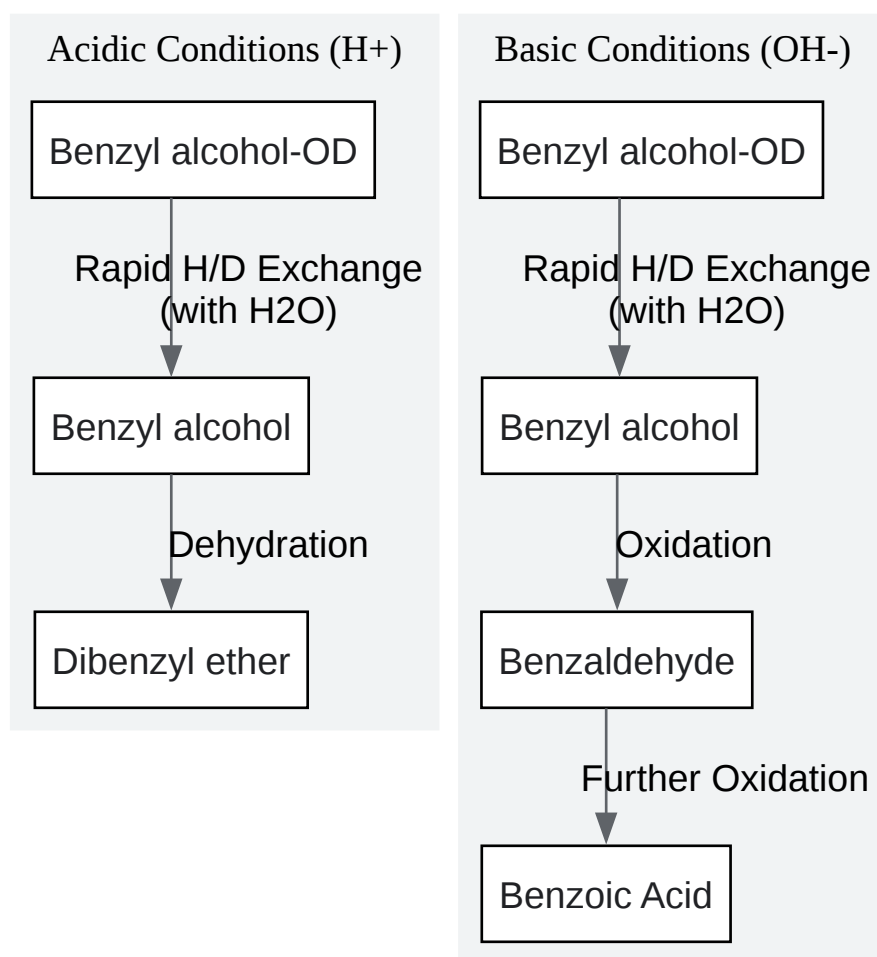 Acidic Conditions (H+)
Benzyl alcohol-OD
Rapid H/D Exchange
(with H2O)
Benzyl alcohol
Dehydration
Dibenzyl ether
Basic Conditions (OH-)
Benzyl alcohol-OD
Rapid H/D Exchange
(with H2O)
Benzyl alcohol
Oxidation
Benzaldehyde
Further Oxidation
Benzoic Acid